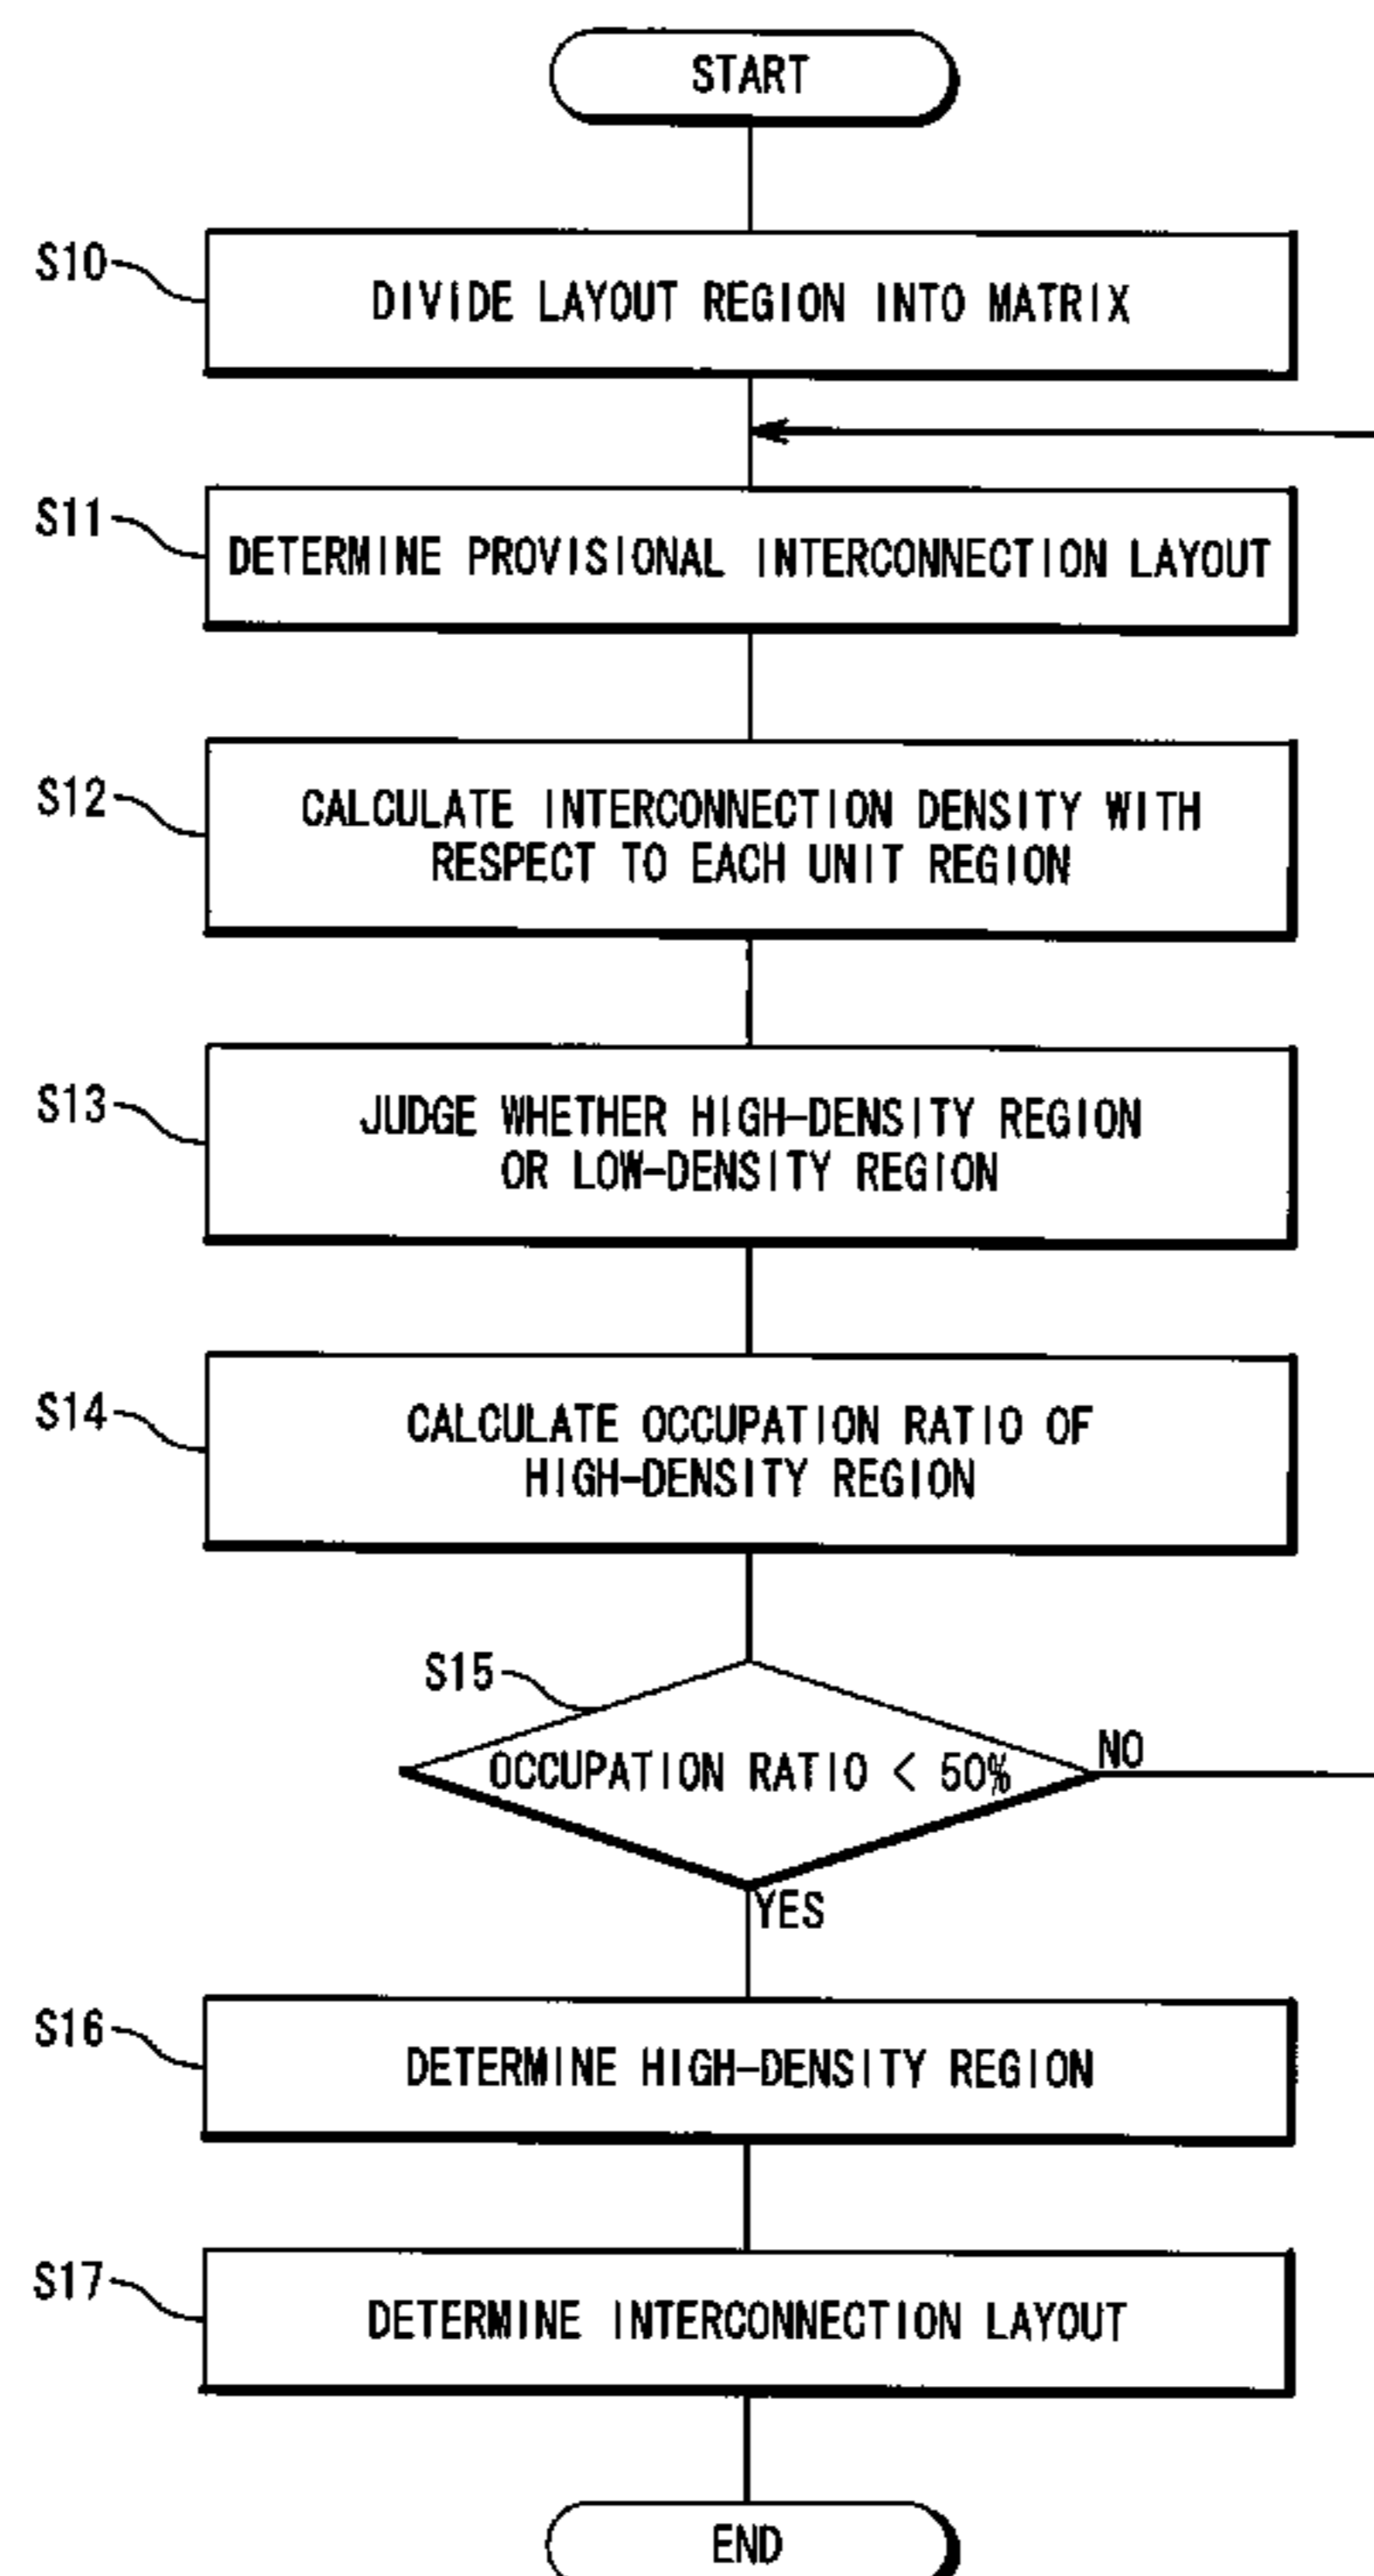 START
S10
DIVIDE LAYOUT REGION INTO MATRIX
S11
DETERMINE PROVISIONAL INTERCONNECTION LAYOUT
S12
CALCULATE INTERCONNECTION DENSITY WITH
RESPECT TO EACH UNIT REGION
S13
JUDGE WHETHER HIGH-DENSITY REGION
OR LOW-DENSITY REGION
S14
CALCULATE OCCUPATION RATIO OF
HIGH-DENSITY REGION
S15
OCCUPATION RATIO < 50%
NO
YES
S16
DETERMINE HIGH-DENSITY REGION
S17
DETERMINE INTERCONNECTION LAYOUT
END